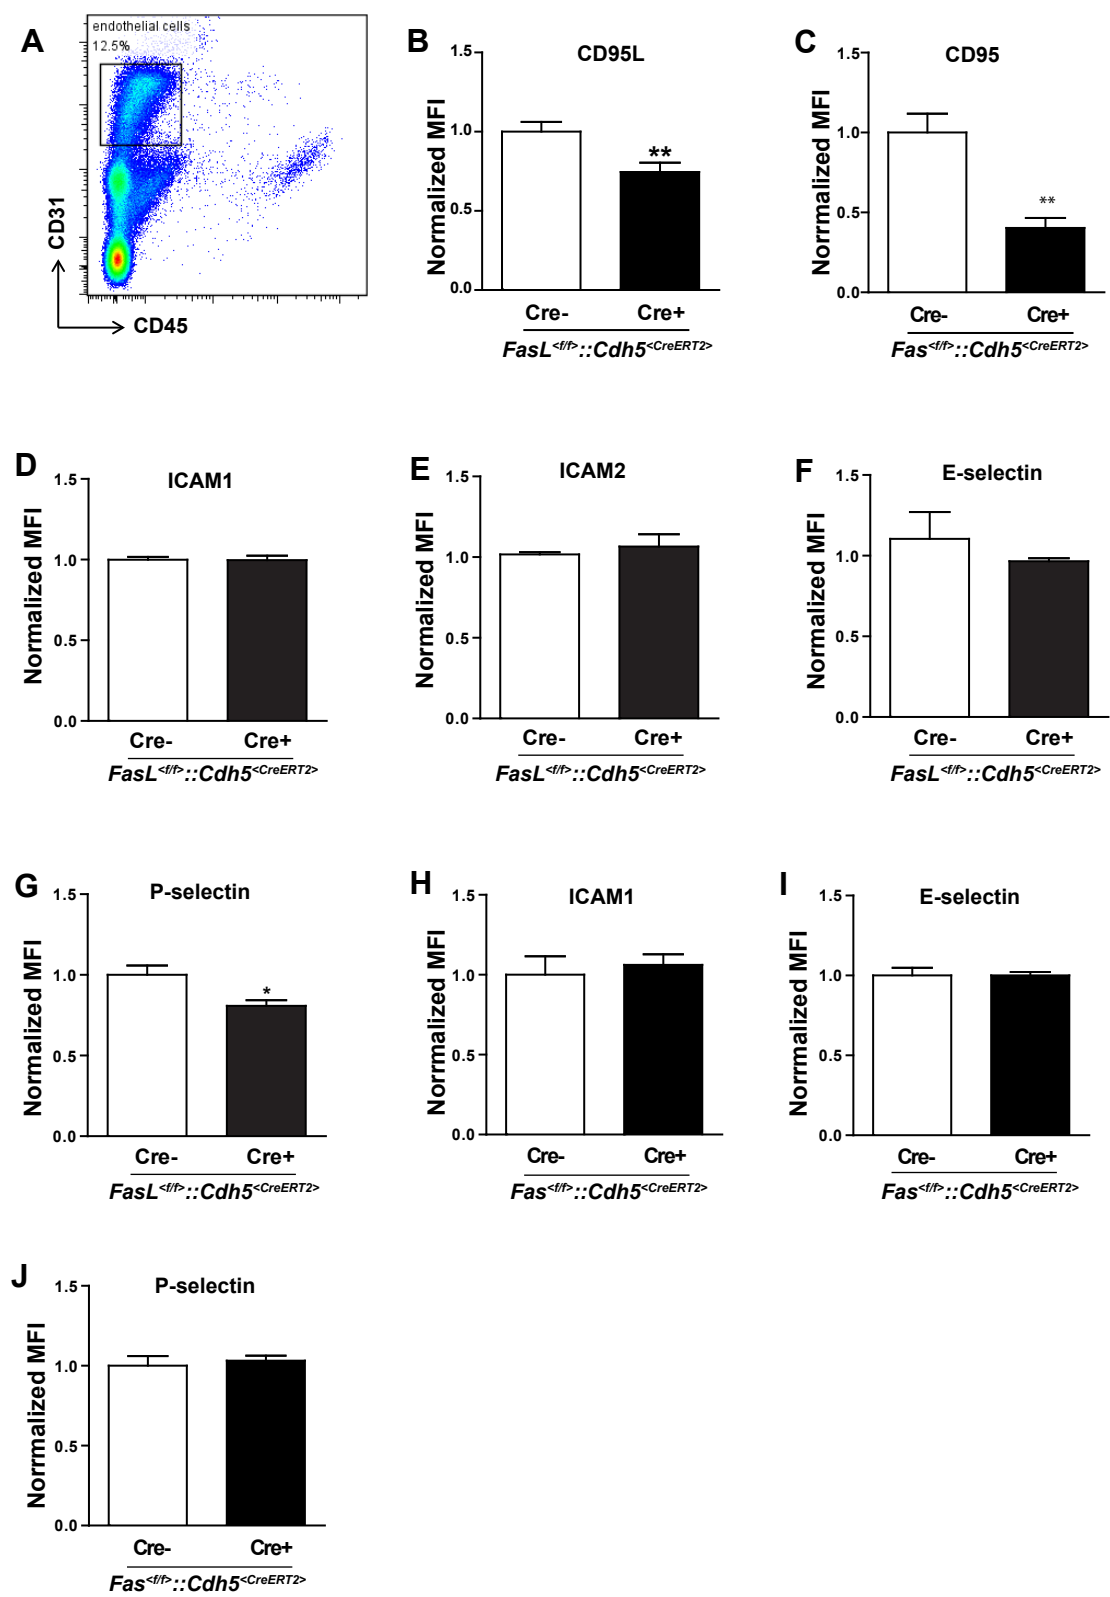 A
endothelial cells
12.5%
CD31
CD45
B
CD95L
Normalized MFI
1.5
1.0
0.5
0.0
**
Cre- Cre+
FasL<f/f>::Cdh5<CreERT2>
C
CD95
Norrmalized MFI
1.5
1.0
0.5
0.0
**
Cre- Cre+
Fas<f/f>::Cdh5<CreERT2>
D
ICAM1
Normalized MFI
1.5
1.0
0.5
0.0
Cre- Cre+
FasL<f/f>::Cdh5<CreERT2>
E
ICAM2
Normalized MFI
1.5
1.0
0.5
0.0
Cre- Cre+
FasL<f/f>::Cdh5<CreERT2>
F
E-selectin
Normalized MFI
1.5
1.0
0.5
0.0
Cre- Cre+
FasL<f/f>::Cdh5<CreERT2>
G
P-selectin
Normalized MFI
1.5
1.0
0.5
0.0
*
Cre- Cre+
FasL<f/f>::Cdh5<CreERT2>
H
ICAM1
Norrmalized MFI
1.5
1.0
0.5
0.0
Cre- Cre+
Fas<f/f>::Cdh5<CreERT2>
I
E-selectin
Norrmalized MFI
1.5
1.0
0.5
0.0
Cre- Cre+
Fas<f/f>::Cdh5<CreERT2>
J
P-selectin
Norrmalized MFI
1.5
1.0
0.5
0.0
Cre- Cre+
Fas<f/f>::Cdh5<CreERT2>